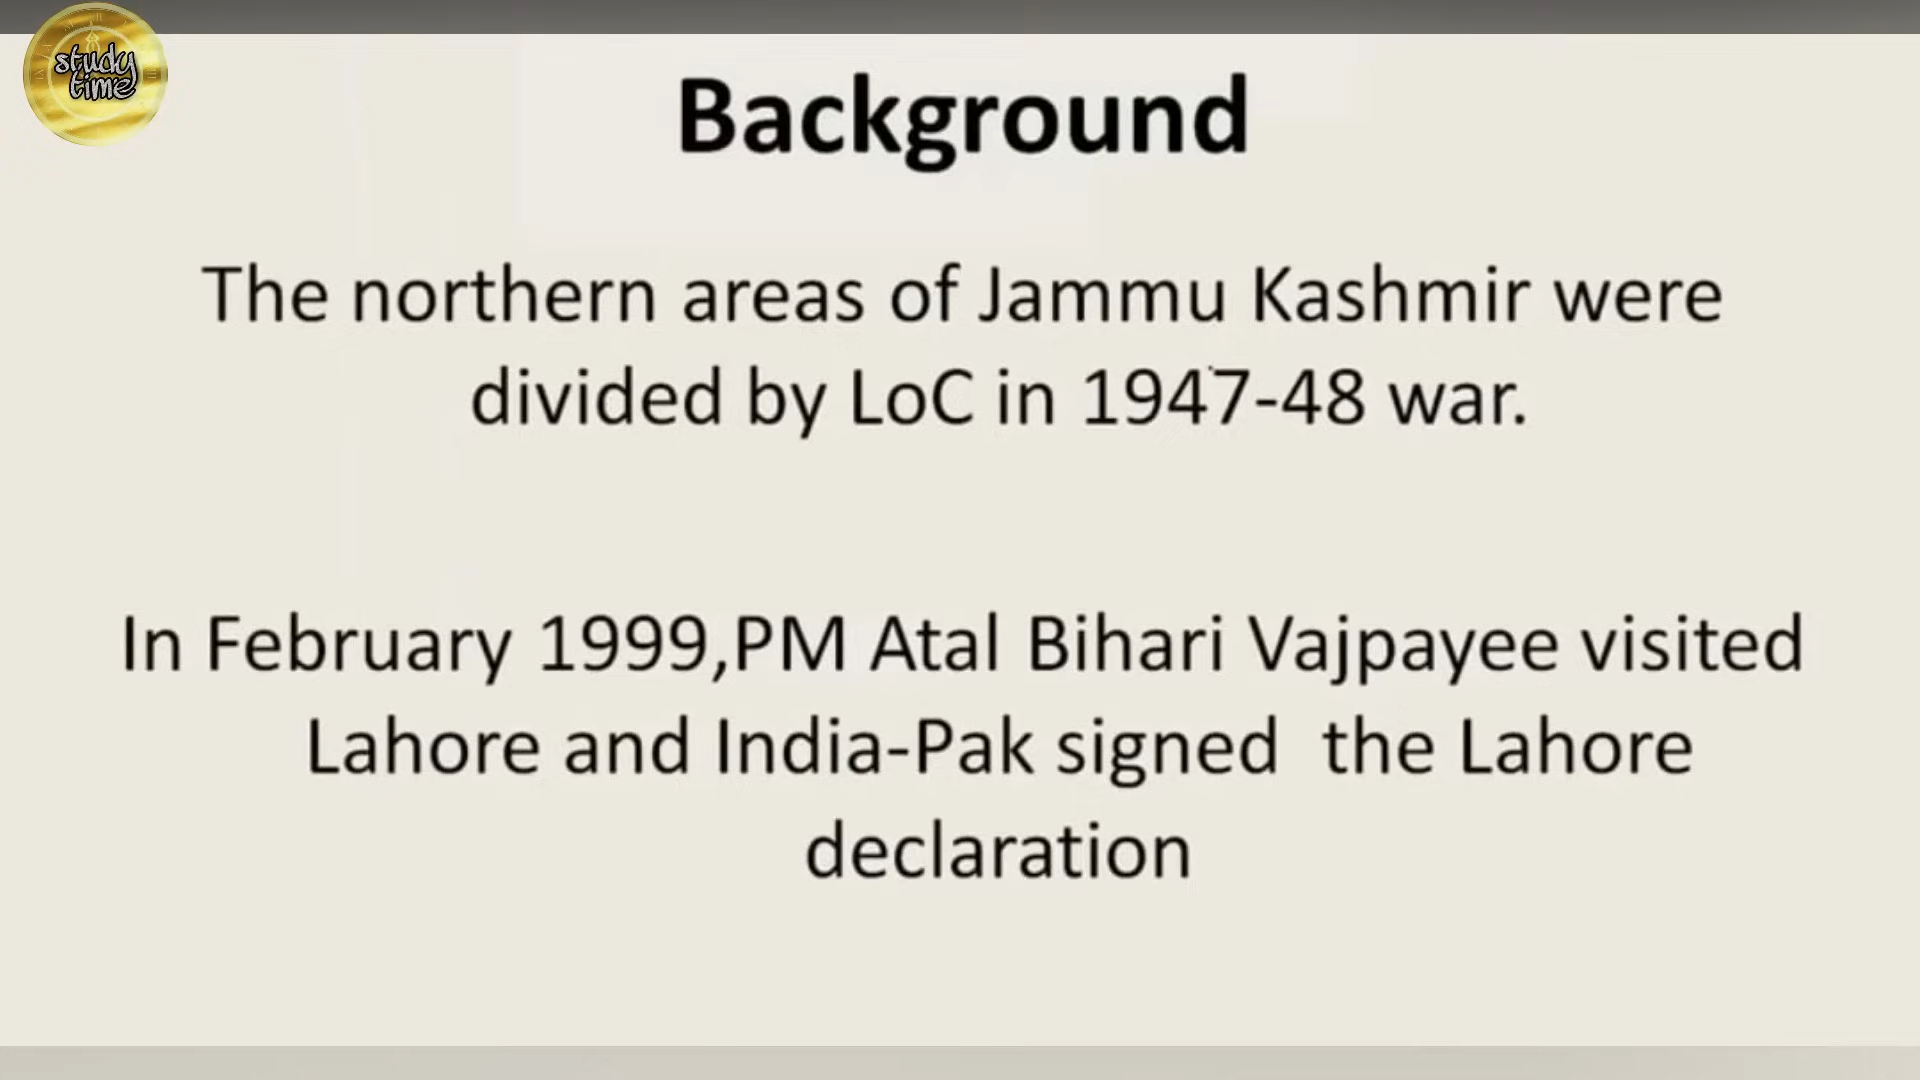 study
time
Background
The northern areas of Jammu Kashmir were
divided by LoC in 1947-48 war.
In February 1999,PM Atal Bihari Vajpayee visited
Lahore and India-Pak signed  the Lahore
declaration